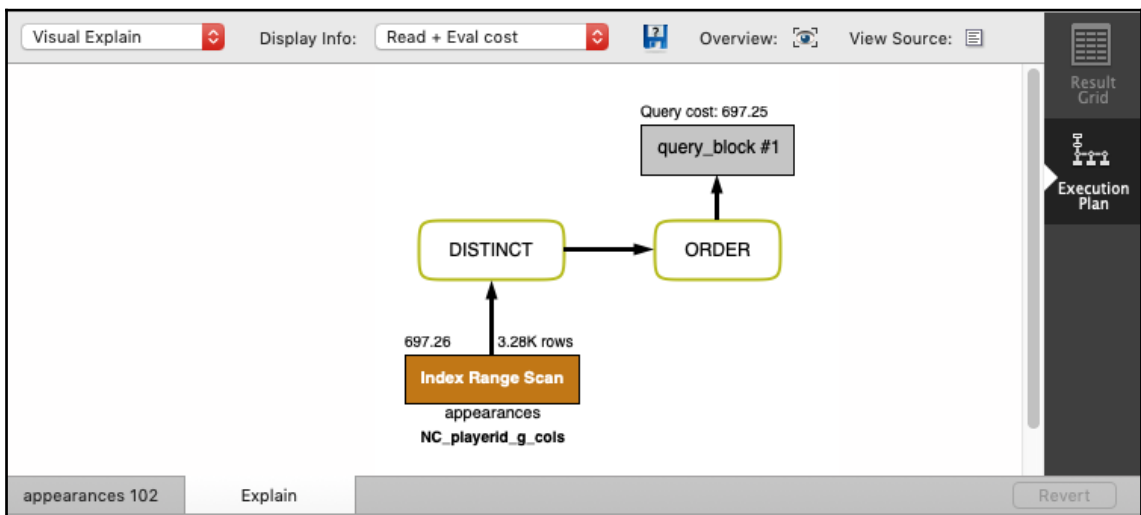 Visual Explain
Display Info:
Read + Eval cost
Overview:
View Source:
Result
Grid
Execution
Plan
Query cost: 697.25
query_block #1
DISTINCT
ORDER
697.26
3.28K rows
Index Range Scan
appearances
NC_playerid_g_cols
appearances 102
Explain
Revert